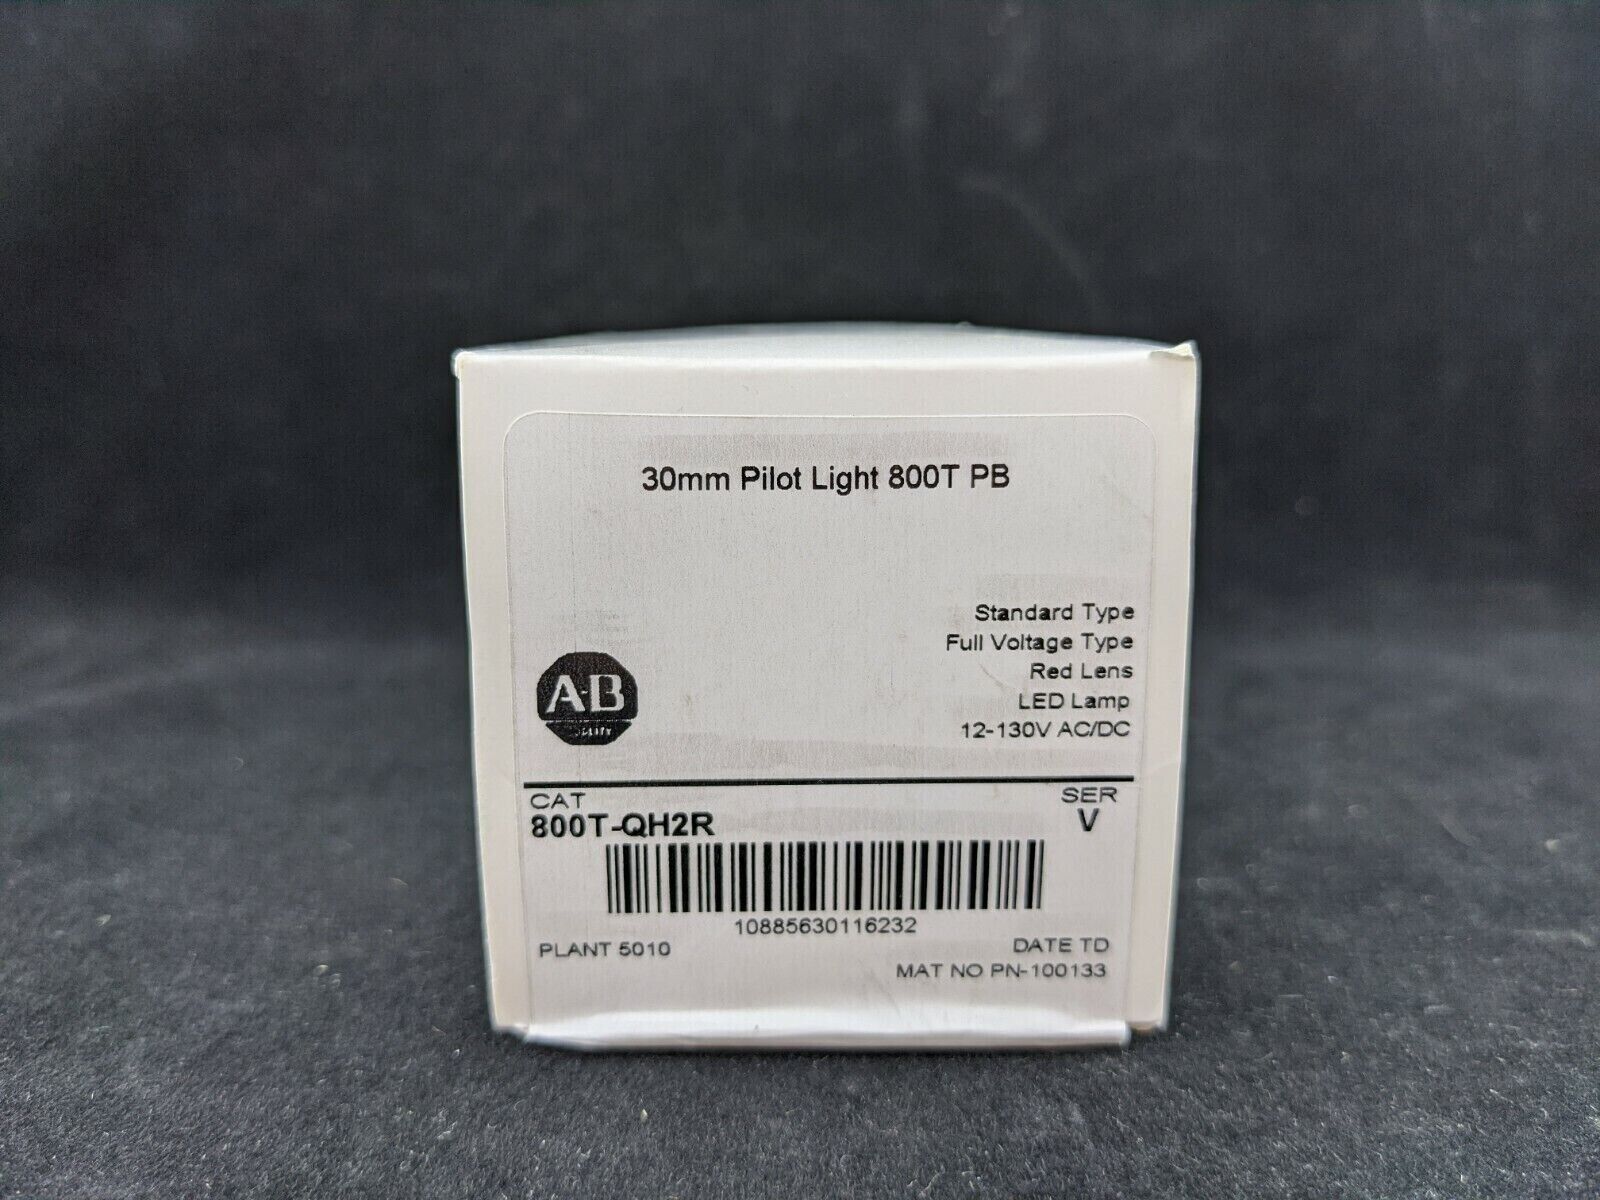 30mm Pilot Light 800T PB
Standard Type
Full Voltage Type
Red Lens
LED Lamp
12-130V AC/DC
A-B
QUALITY
CAT
800T-QH2R
SER
V
10885630116232
PLANT 5010
DATE TD
MAT NO PN-100133